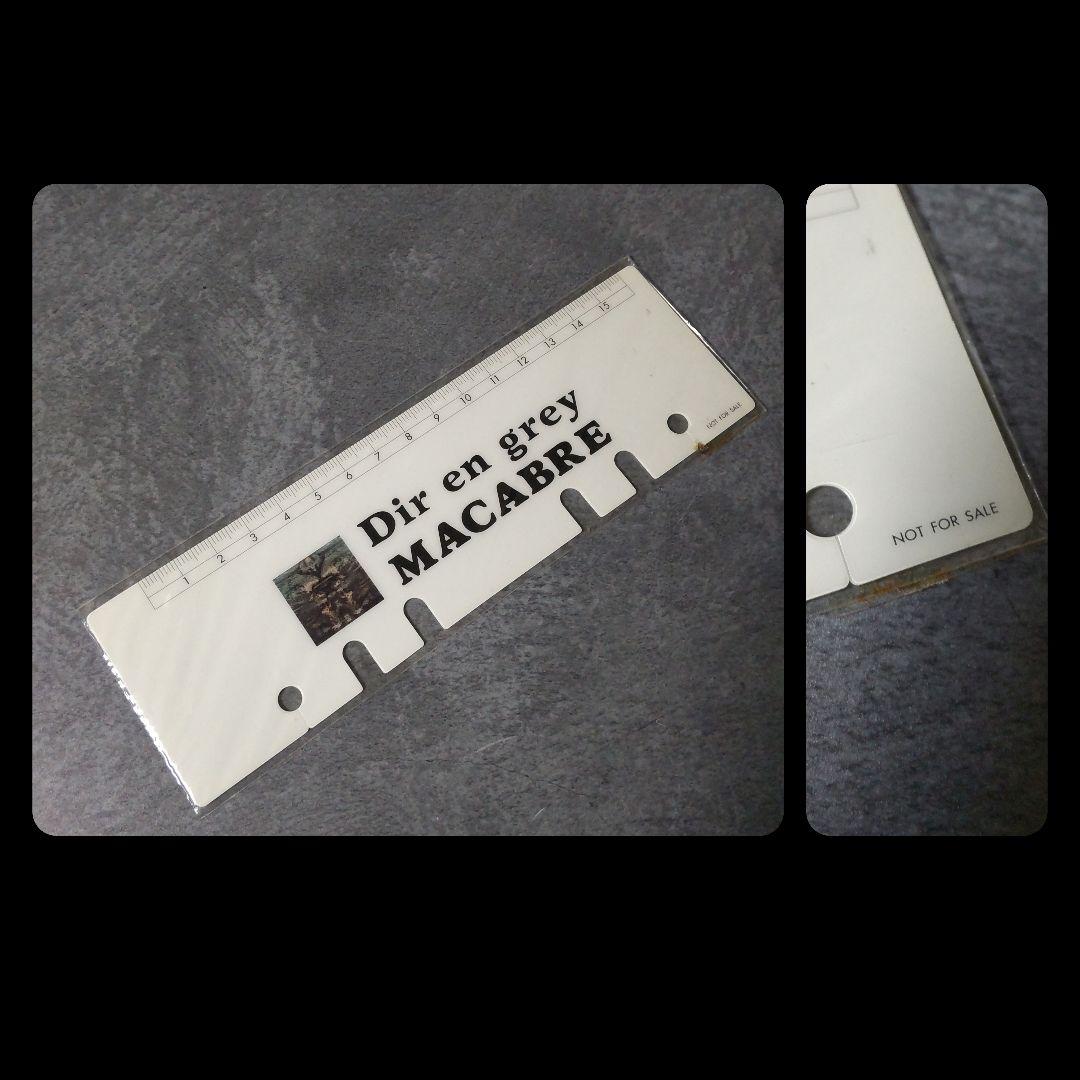 1 2 3 4 5 6 7 8 9 10 11 12 13 14 15
Dir en grey
MACABRE
NOT FOR SALE
NOT FOR SALE